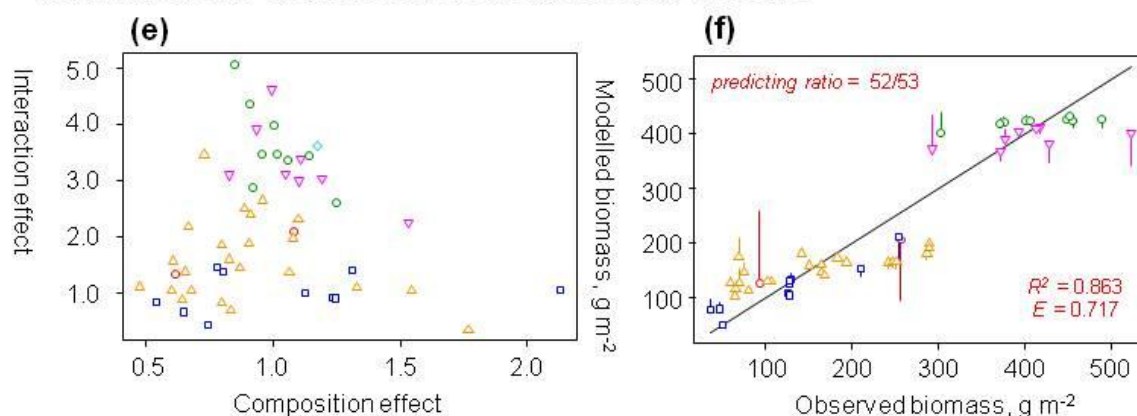 (e)
Interaction effect
5.0
4.0
3.0
2.0
1.0
0.5
1.0
1.5
2.0
Composition effect
(f)
Modelled biomass, g m-2
500
400
300
200
100
predicting ratio = 52/53
R² = 0.863
E = 0.717
100
200
300
400
500
Observed biomass, g m-2